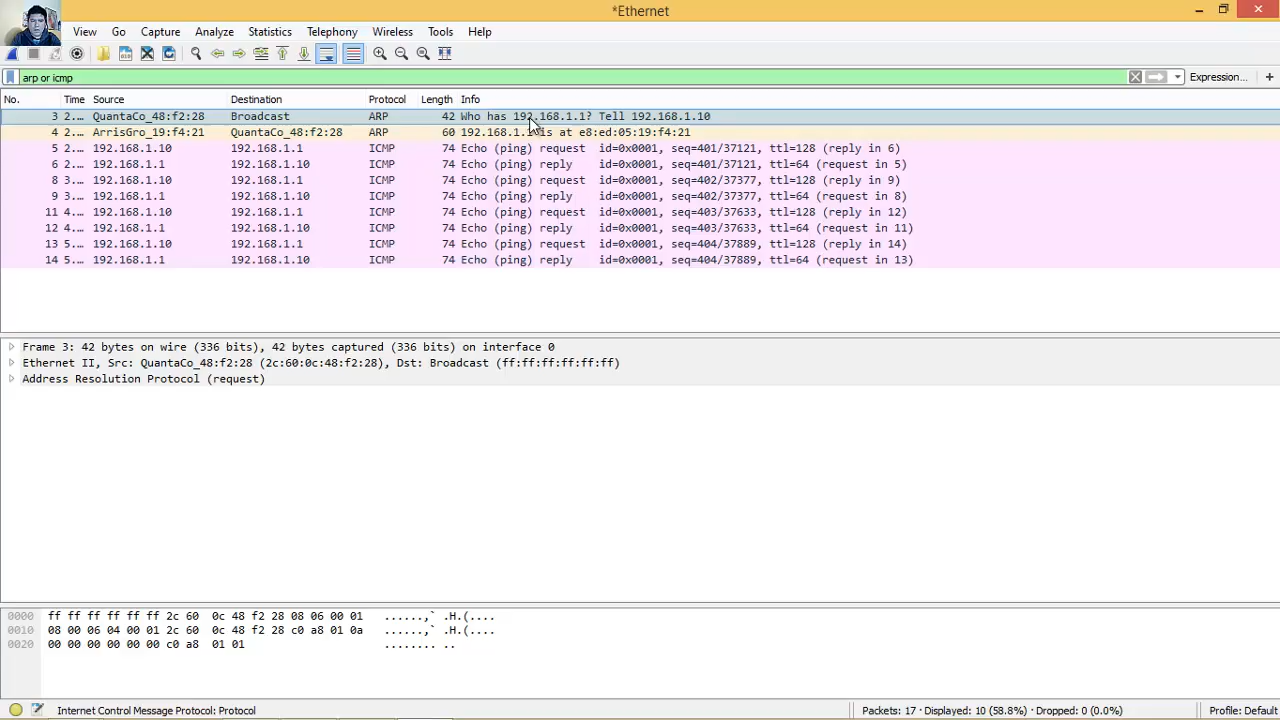 *Ethernet
View Go Capture Analyze Statistics Telephony Wireless Tools Help
arp or icmp Expression... +
No. Time Source Destination Protocol Length Info
3 2... QuantaCo_48:f2:28 Broadcast ARP 42 Who has 192.168.1.1? Tell 192.168.1.10
4 2... ArrisGro_19:f4:21 QuantaCo_48:f2:28 ARP 60 192.168.1.1 is at e8:ed:05:19:f4:21
5 2... 192.168.1.10 192.168.1.1 ICMP 74 Echo (ping) request id=0x0001, seq=401/37121, ttl=128 (reply in 6)
6 2... 192.168.1.1 192.168.1.10 ICMP 74 Echo (ping) reply id=0x0001, seq=401/37121, ttl=64 (request in 5)
8 3... 192.168.1.10 192.168.1.1 ICMP 74 Echo (ping) request id=0x0001, seq=402/37377, ttl=128 (reply in 9)
9 3... 192.168.1.1 192.168.1.10 ICMP 74 Echo (ping) reply id=0x0001, seq=402/37377, ttl=64 (request in 8)
11 4... 192.168.1.10 192.168.1.1 ICMP 74 Echo (ping) request id=0x0001, seq=403/37633, ttl=128 (reply in 12)
12 4... 192.168.1.1 192.168.1.10 ICMP 74 Echo (ping) reply id=0x0001, seq=403/37633, ttl=64 (request in 11)
13 5... 192.168.1.10 192.168.1.1 ICMP 74 Echo (ping) request id=0x0001, seq=404/37889, ttl=128 (reply in 14)
14 5... 192.168.1.1 192.168.1.10 ICMP 74 Echo (ping) reply id=0x0001, seq=404/37889, ttl=64 (request in 13)
Frame 3: 42 bytes on wire (336 bits), 42 bytes captured (336 bits) on interface 0
Ethernet II, Src: QuantaCo_48:f2:28 (2c:60:0c:48:f2:28), Dst: Broadcast (ff:ff:ff:ff:ff:ff)
Address Resolution Protocol (request)
0000 ff ff ff ff ff ff 2c 60 0c 48 f2 28 08 06 00 01 ......,` .H.(....
0010 08 00 06 04 00 01 2c 60 0c 48 f2 28 c0 a8 01 0a ......,` .H.(....
0020 00 00 00 00 00 00 c0 a8 01 01 ........ ..
Internet Control Message Protocol: Protocol Packets: 17 · Displayed: 10 (58.8%) · Dropped: 0 (0.0%) Profile: Default